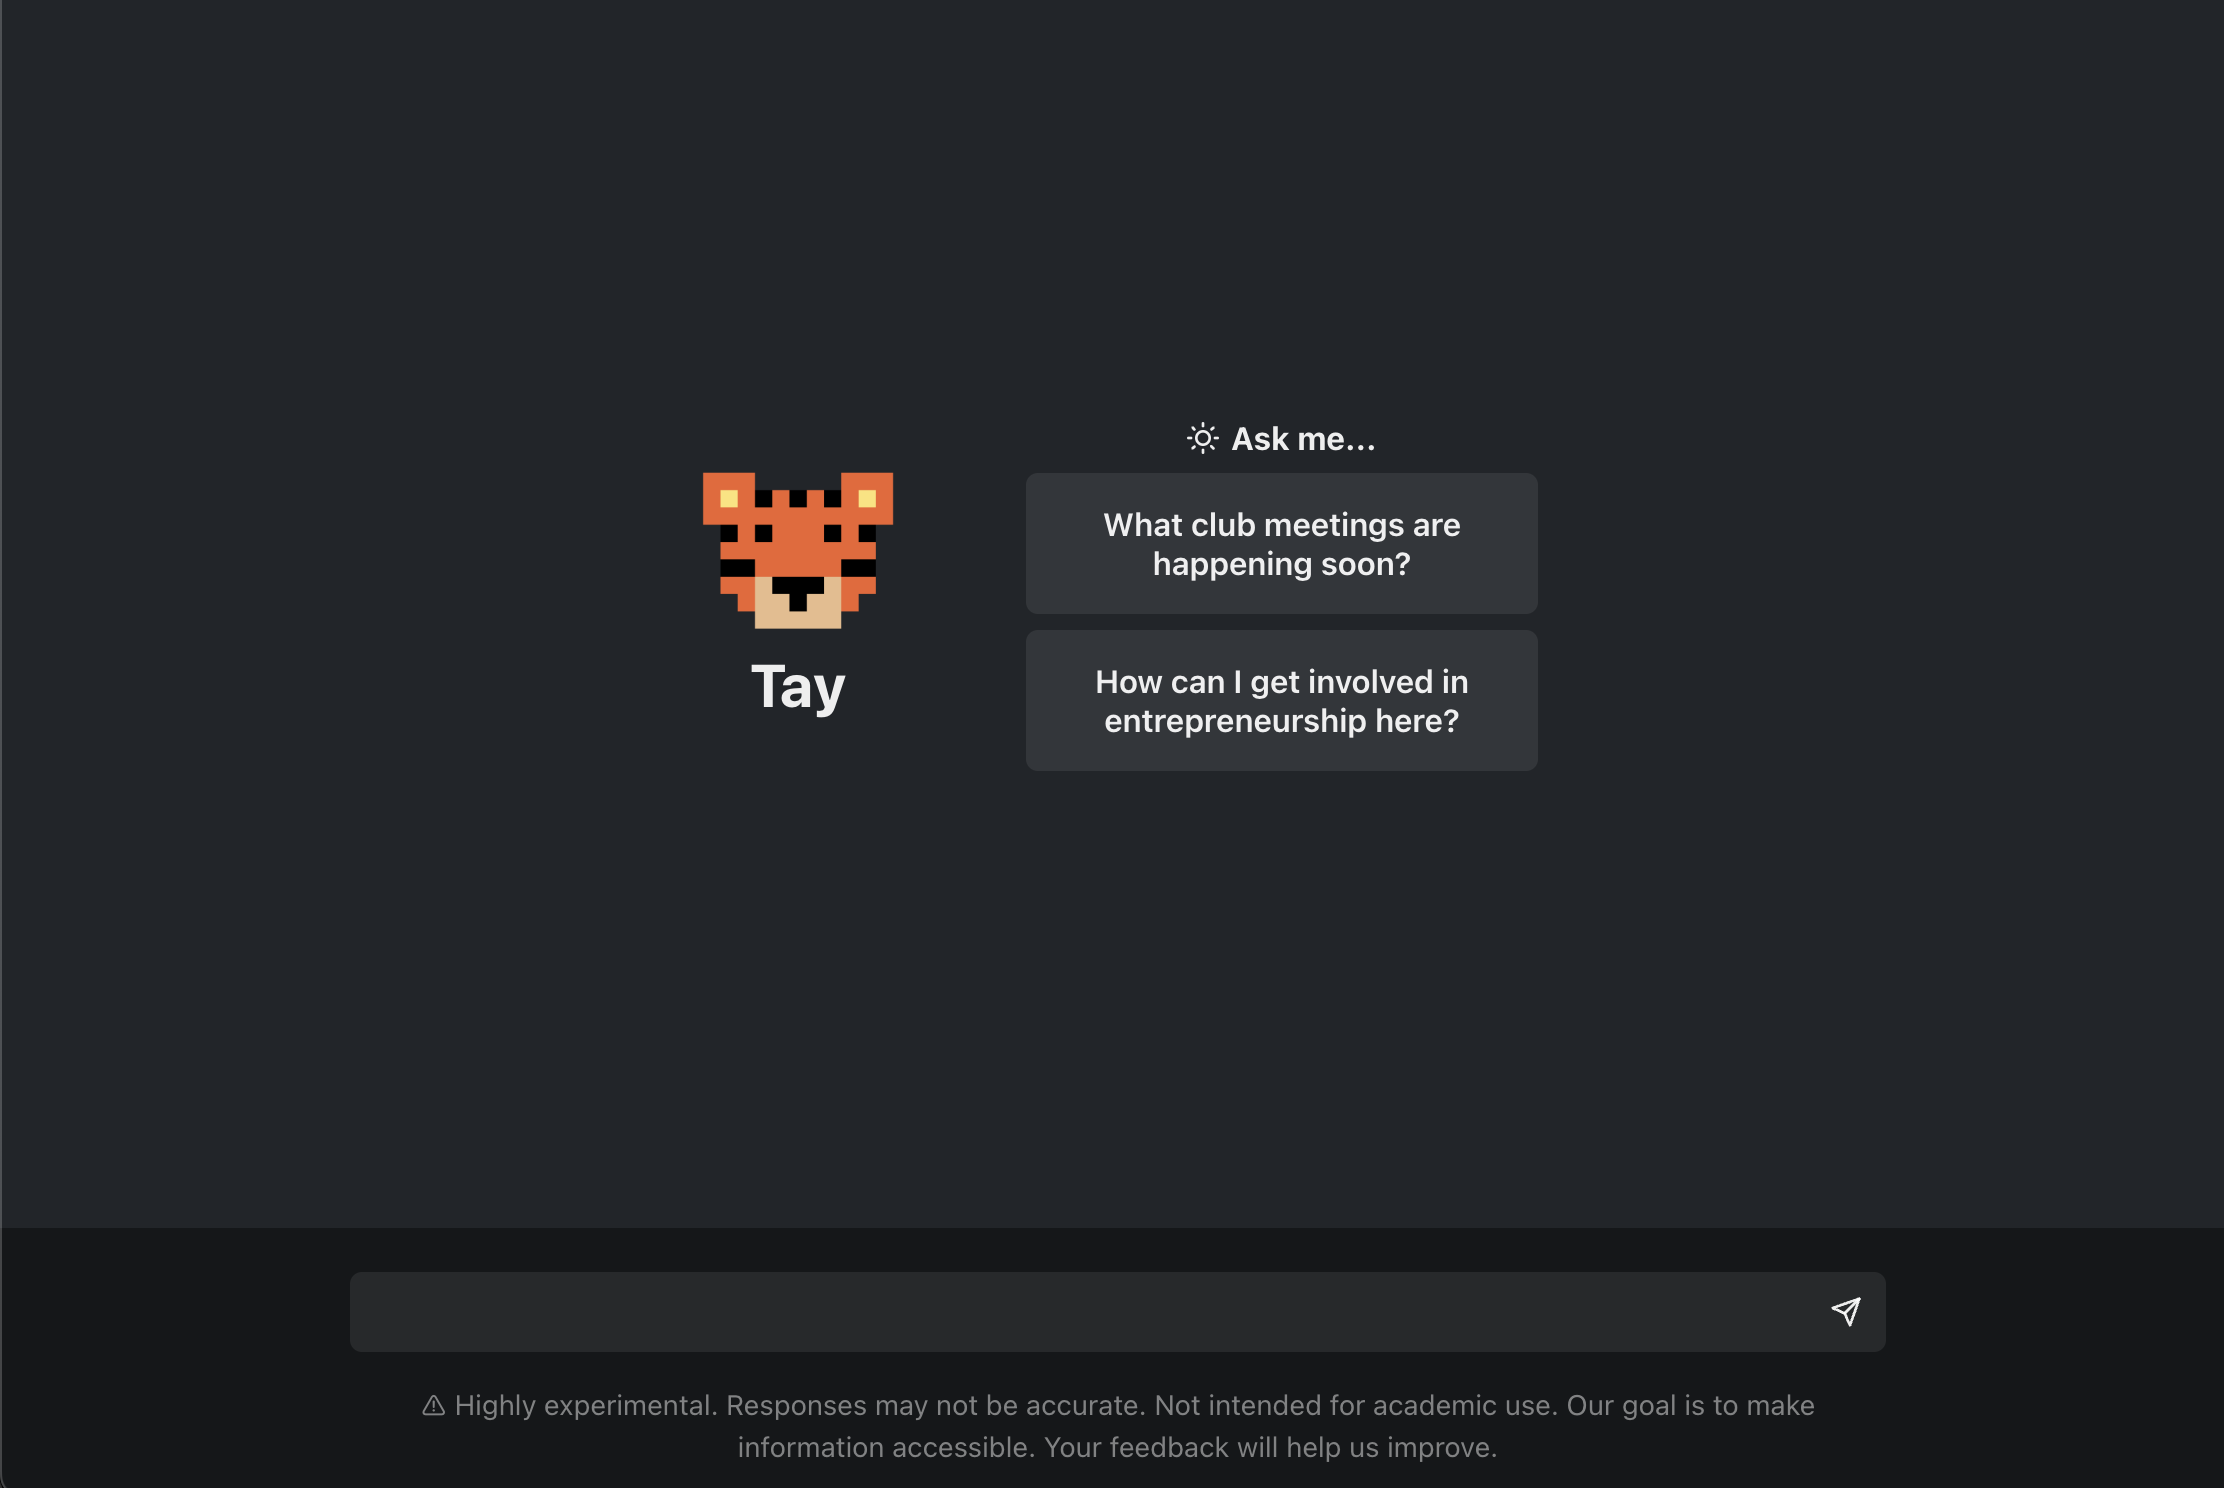 Ask me...
What club meetings are
happening soon?
Tay
How can I get involved in
entrepreneurship here?
Highly experimental. Responses may not be accurate. Not intended for academic use. Our goal is to make
information accessible. Your feedback will help us improve.